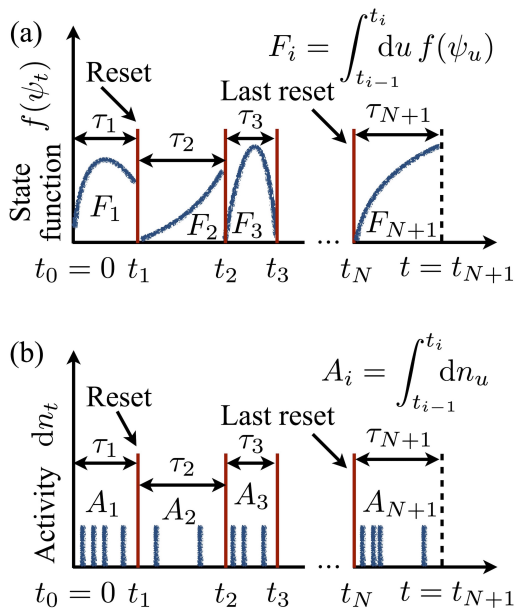 (a)
F_i = ∫_{t_{i-1}}^{t_i} du f(ψ_u)
Reset
Last reset
State function f(ψ_t)
τ_1 τ_2 τ_3 τ_{N+1}
F_1 F_2 F_3 F_{N+1}
t_0 = 0 t_1 t_2 t_3 ... t_N t = t_{N+1}
(b)
A_i = ∫_{t_{i-1}}^{t_i} dn_u
Reset
Last reset
Activity dn_t
τ_1 τ_2 τ_3 τ_{N+1}
A_1 A_2 A_3 A_{N+1}
t_0 = 0 t_1 t_2 t_3 ... t_N t = t_{N+1}